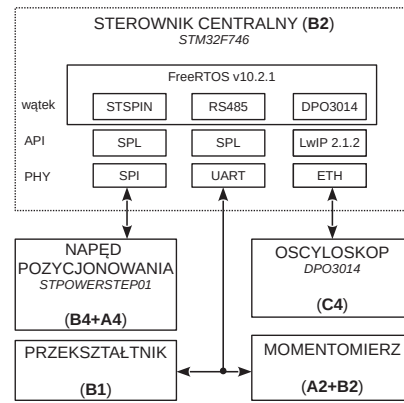 STEROWNIK CENTRALNY (B2)
STM32F746
FreeRTOS v10.2.1
wątek STSPIN RS485 DPO3014
API SPL SPL LwIP 2.1.2
PHY SPI UART ETH
NAPĘD
POZYCJONOWANIA
STPOWERSTEP01
(B4+A4)
OSCYLOSKOP
DPO3014
(C4)
PRZEKSZTAŁTNIK
(B1)
MOMENTOMIERZ
(A2+B2)